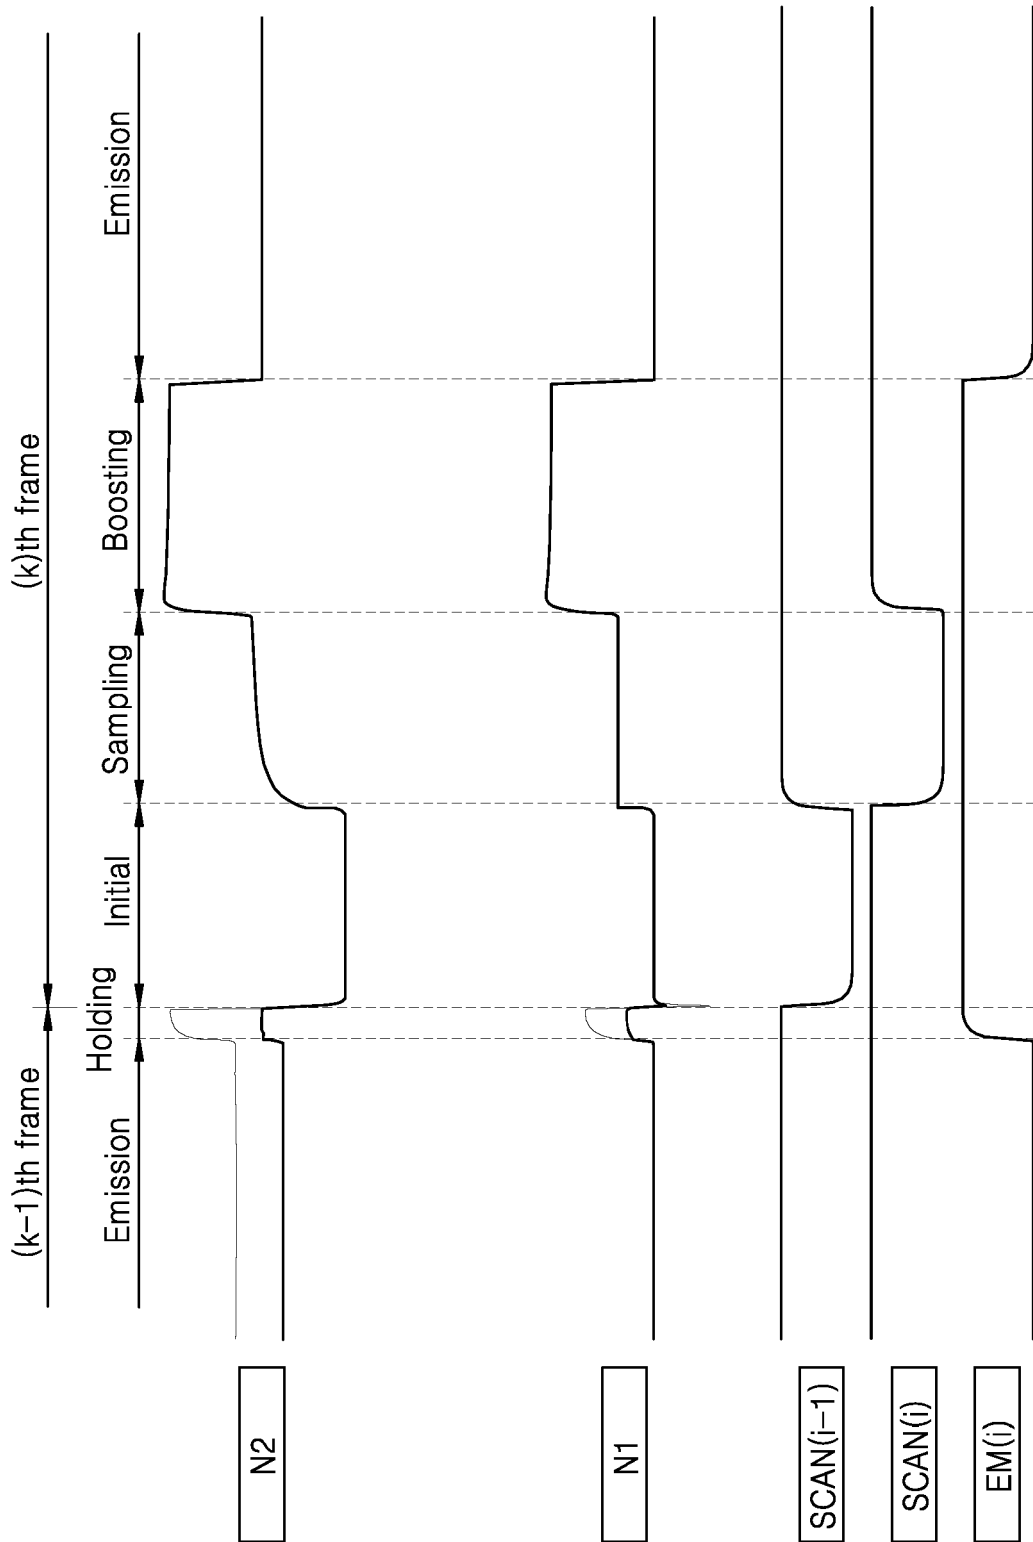 (k−1)th frame
(k)th frame
Emission
Holding
Initial
Sampling
Boosting
Emission
N2
N1
SCAN(i−1)
SCAN(i)
EM(i)